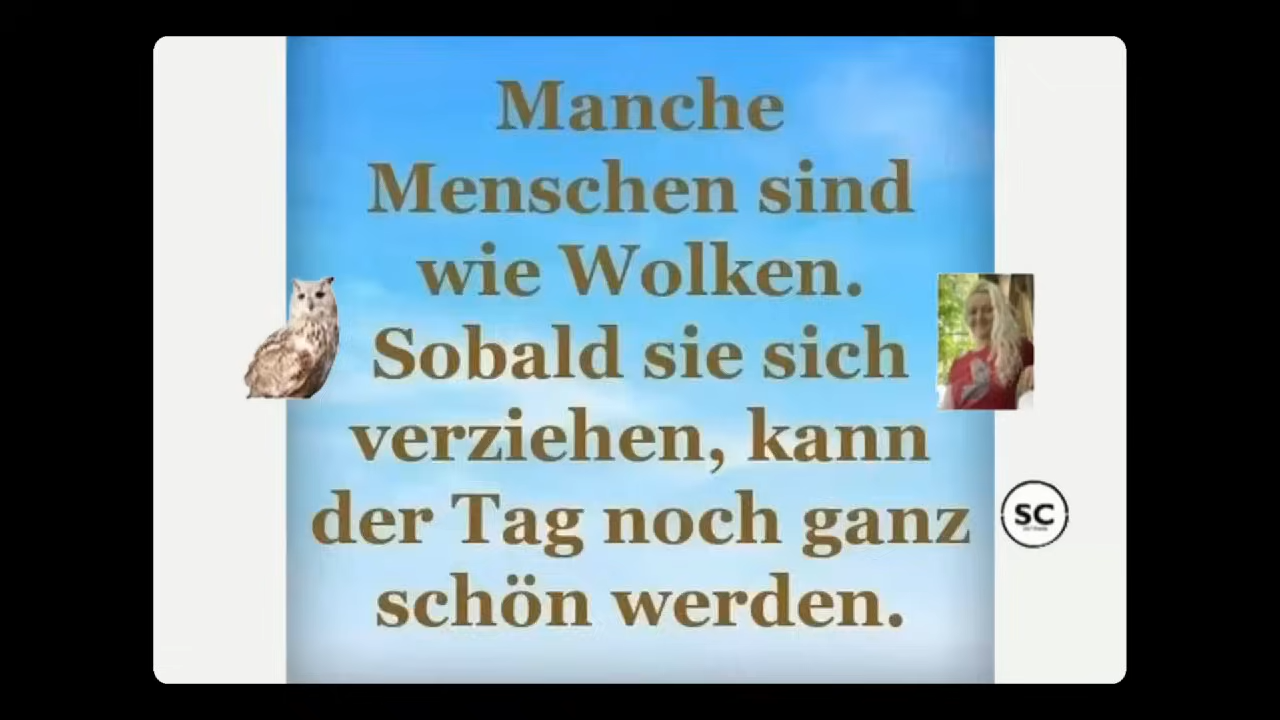 Manche
Menschen sind
wie Wolken.
Sobald sie sich
verziehen, kann
der Tag noch ganz
schön werden.
SC